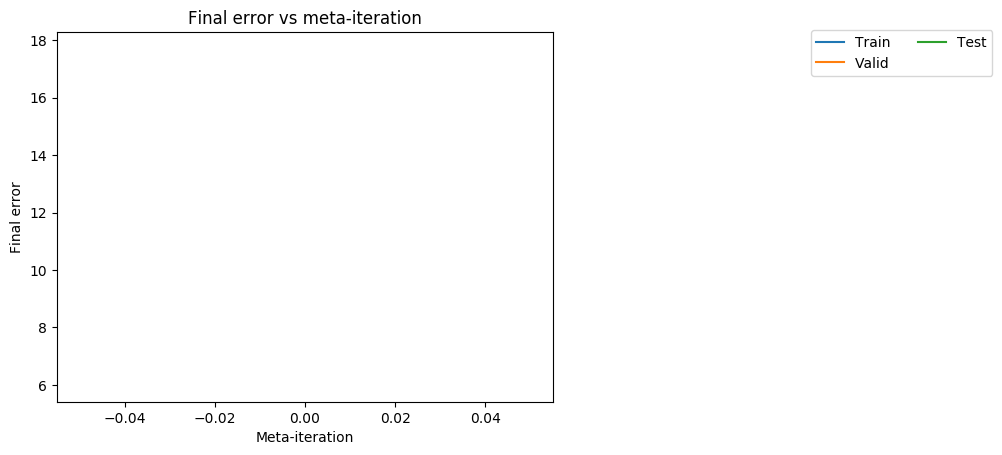 Final error vs meta-iteration
Train
Test
Valid
18
16
14
12
10
8
6
Final error
−0.04
−0.02
0.00
0.02
0.04
Meta-iteration